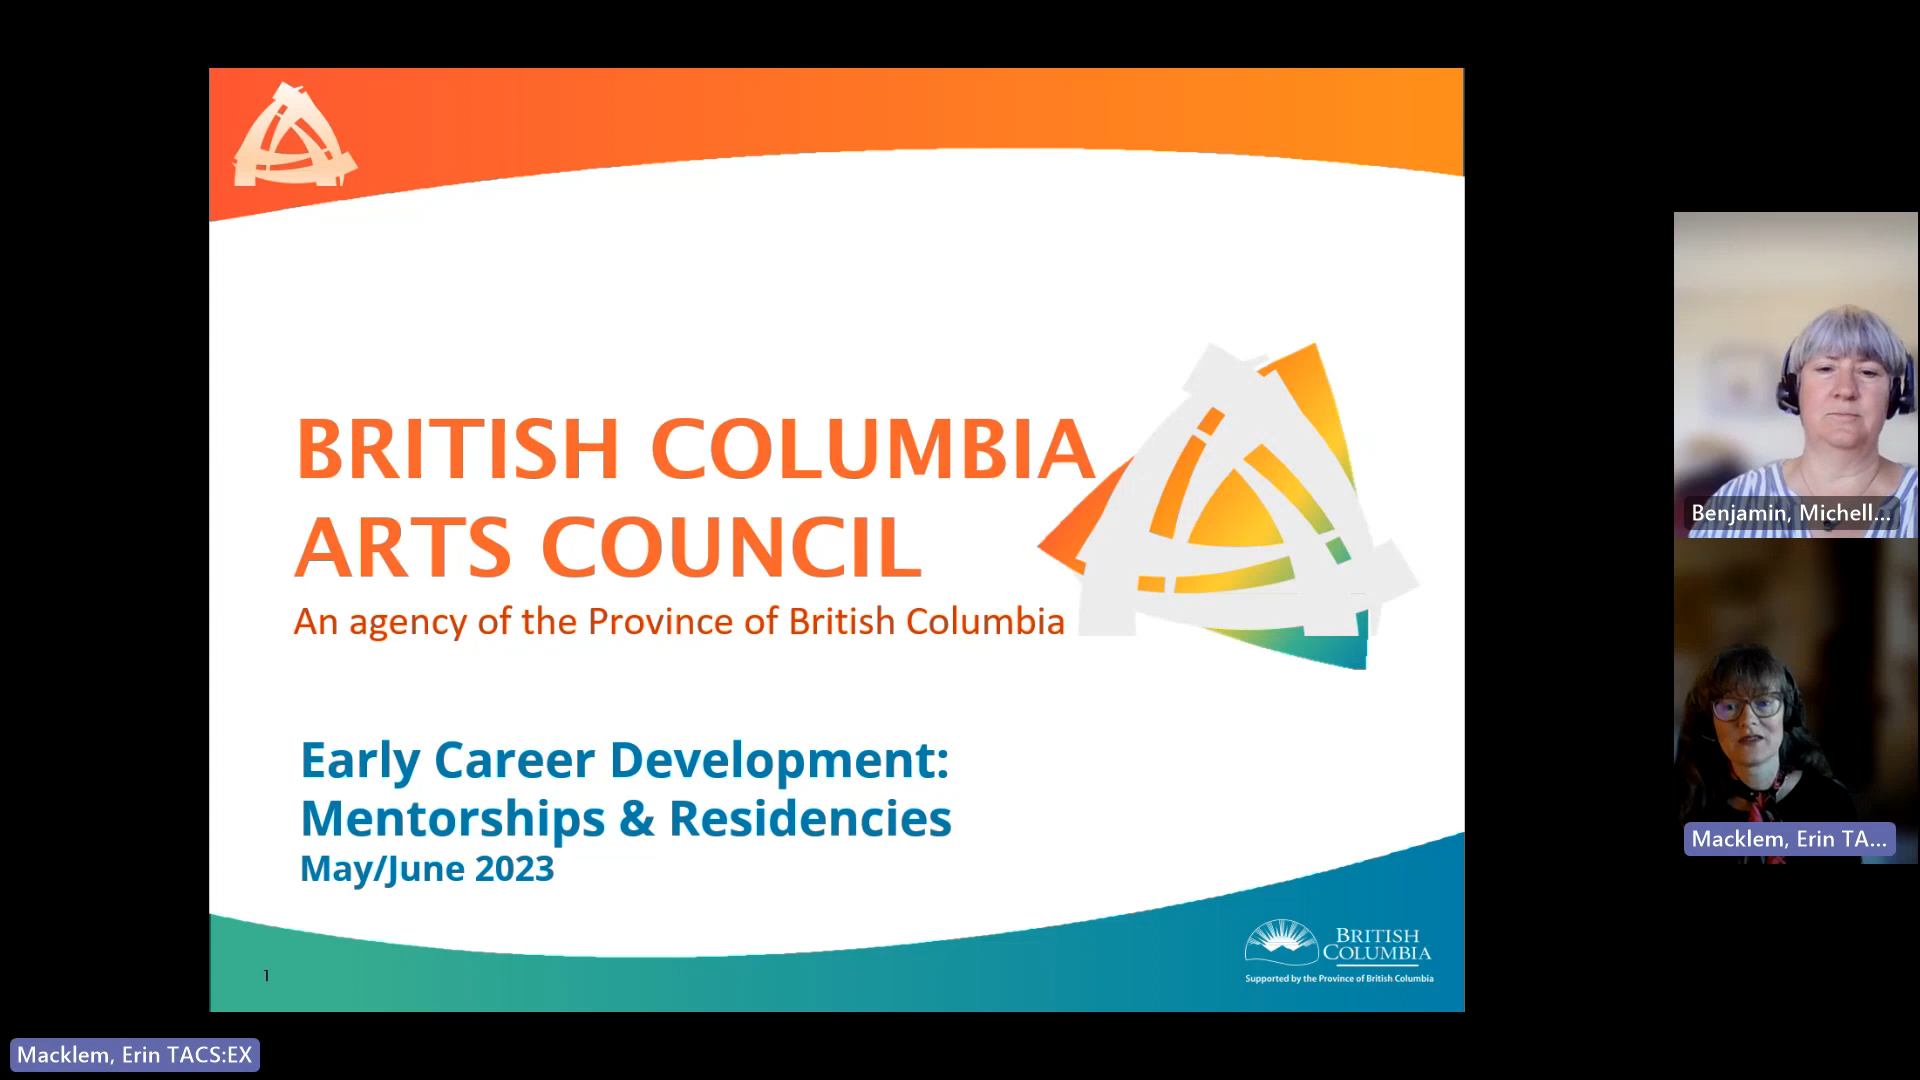 BRITISH COLUMBIA
ARTS COUNCIL
An agency of the Province of British Columbia
Early Career Development:
Mentorships & Residencies
May/June 2023
1
BRITISH
COLUMBIA
Supported by the Province of British Columbia
Benjamin, Michell...
Macklem, Erin TA...
Macklem, Erin TACS:EX